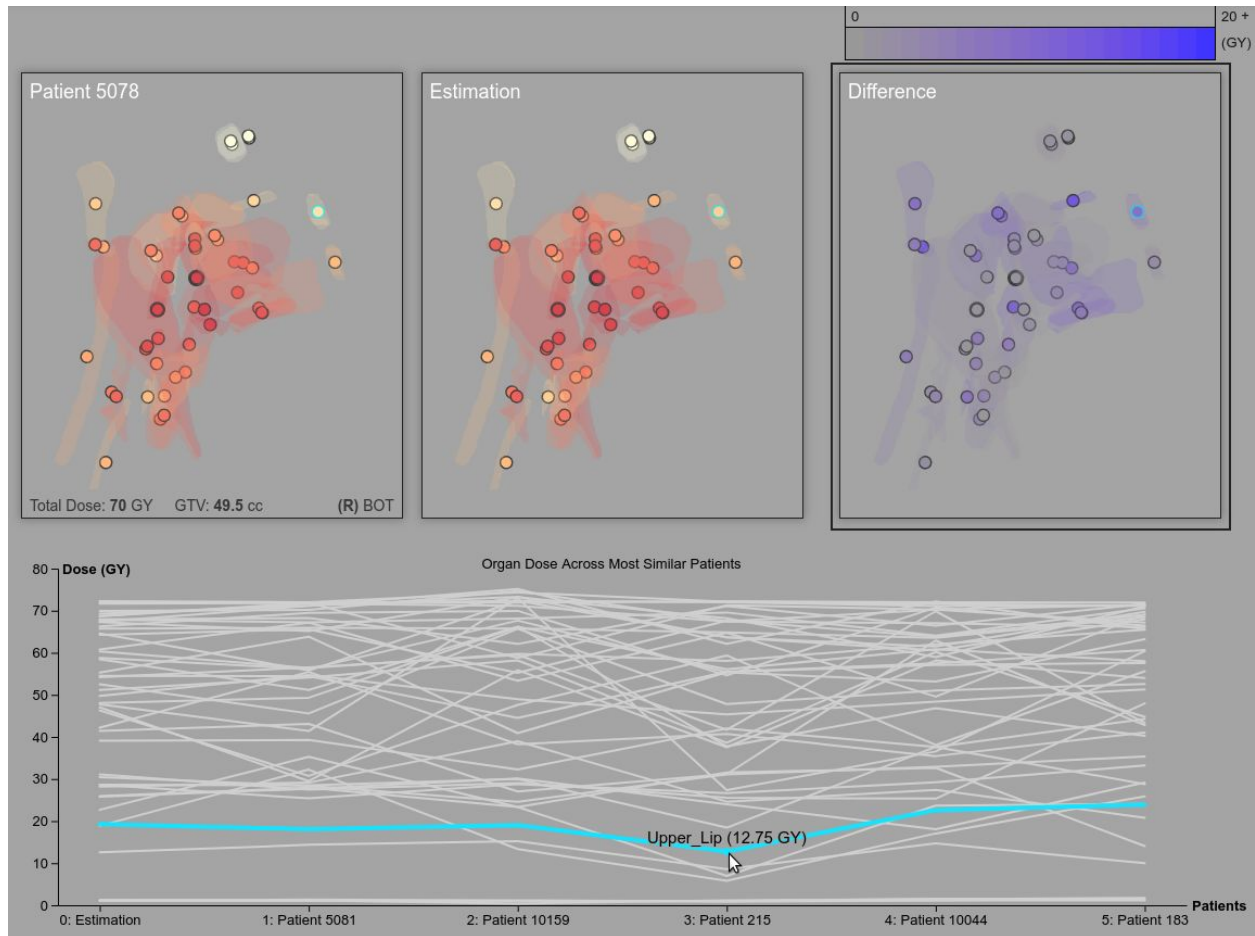 0 20 +
(GY)
Patient 5078
Estimation
Difference
Total Dose: 70 GY GTV: 49.5 cc (R) BOT
Organ Dose Across Most Similar Patients
Dose (GY)
80
70
60
50
40
30
20
10
0
Upper_Lip (12.75 GY)
Patients
0: Estimation 1: Patient 5081 2: Patient 10159 3: Patient 215 4: Patient 10044 5: Patient 183